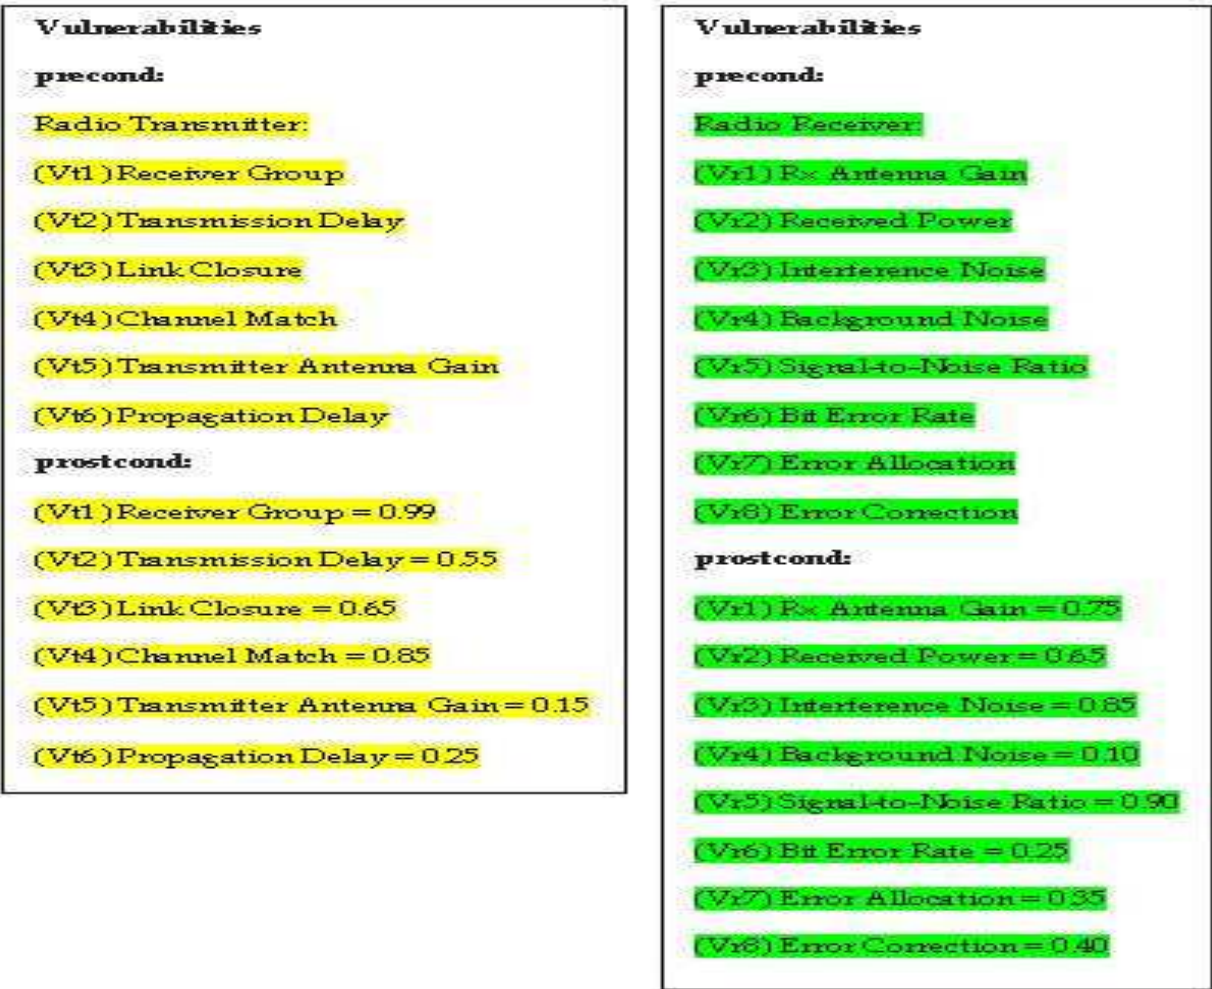 Vulnerabilities
precond:
Radio Transmitter:
(Vt1) Receiver Group
(Vt2) Transmission Delay
(Vt3) Link Closure
(Vt4) Channel Match
(Vt5) Transmitter Antenna Gain
(Vt6) Propagation Delay
prostcond:
(Vt1) Receiver Group = 0.99
(Vt2) Transmission Delay = 0.55
(Vt3) Link Closure = 0.65
(Vt4) Channel Match = 0.85
(Vt5) Transmitter Antenna Gain = 0.15
(Vt6) Propagation Delay = 0.25
Vulnerabilities
precond:
Radio Receiver:
(Vr1) Rx Antenna Gain
(Vr2) Received Power
(Vr3) Interference Noise
(Vr4) Background Noise
(Vr5) Signal-to-Noise Ratio
(Vr6) Bit Error Rate
(Vr7) Error Allocation
(Vr8) Error Correction
prostcond:
(Vr1) Rx Antenna Gain = 0.75
(Vr2) Received Power = 0.65
(Vr3) Interference Noise = 0.85
(Vr4) Background Noise = 0.10
(Vr5) Signal-to-Noise Ratio = 0.90
(Vr6) Bit Error Rate = 0.25
(Vr7) Error Allocation = 0.35
(Vr8) Error Correction = 0.40